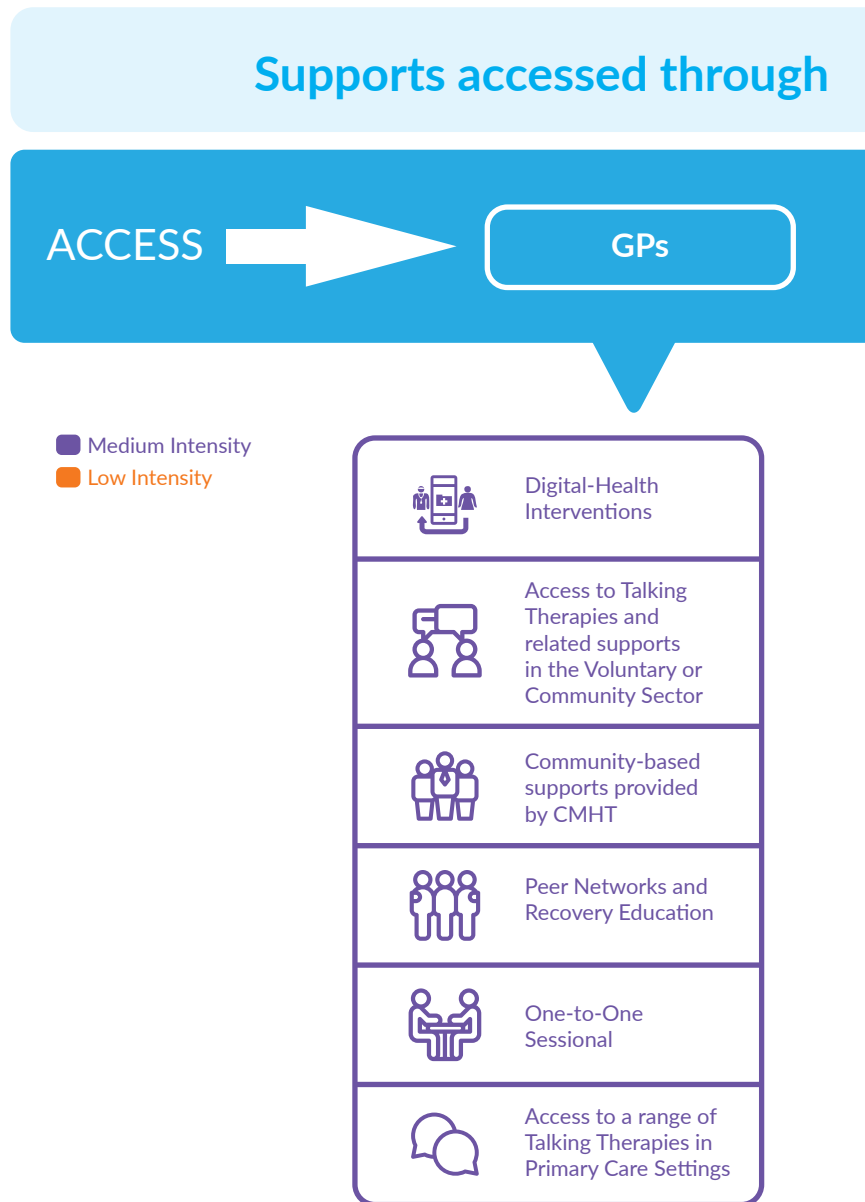 Supports accessed through
ACCESS
GPs
Medium Intensity
Low Intensity
Digital-Health
Interventions
Access to Talking
Therapies and
related supports
in the Voluntary or
Community Sector
Community-based
supports provided
by CMHT
Peer Networks and
Recovery Education
One-to-One
Sessional
Access to a range of
Talking Therapies in
Primary Care Settings